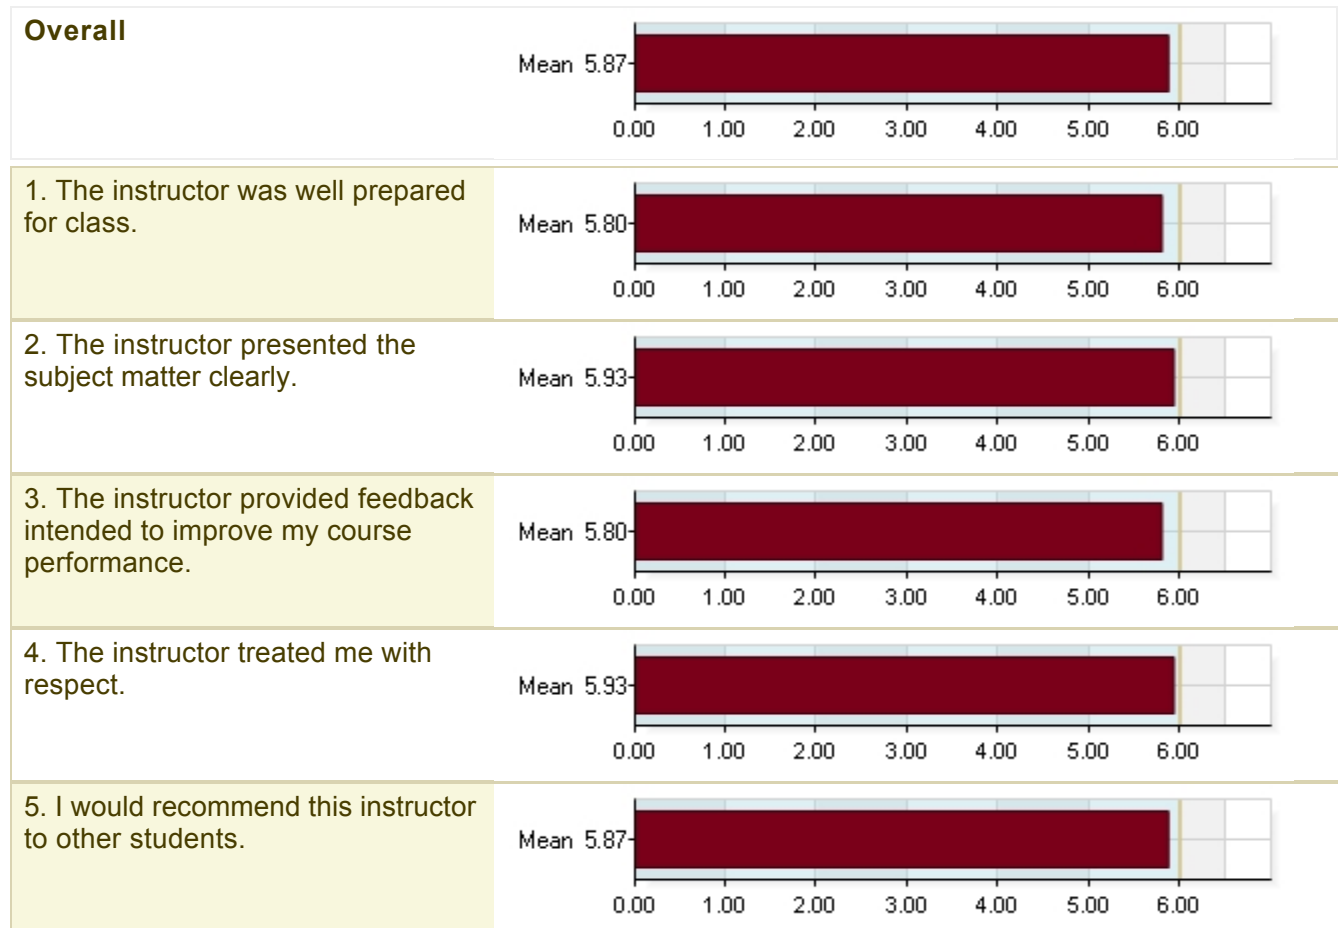 Overall
Mean 5.87
0.00 1.00 2.00 3.00 4.00 5.00 6.00
1. The instructor was well prepared
for class.
Mean 5.80
0.00 1.00 2.00 3.00 4.00 5.00 6.00
2. The instructor presented the
subject matter clearly.
Mean 5.93
0.00 1.00 2.00 3.00 4.00 5.00 6.00
3. The instructor provided feedback
intended to improve my course
performance.
Mean 5.80
0.00 1.00 2.00 3.00 4.00 5.00 6.00
4. The instructor treated me with
respect.
Mean 5.93
0.00 1.00 2.00 3.00 4.00 5.00 6.00
5. I would recommend this instructor
to other students.
Mean 5.87
0.00 1.00 2.00 3.00 4.00 5.00 6.00